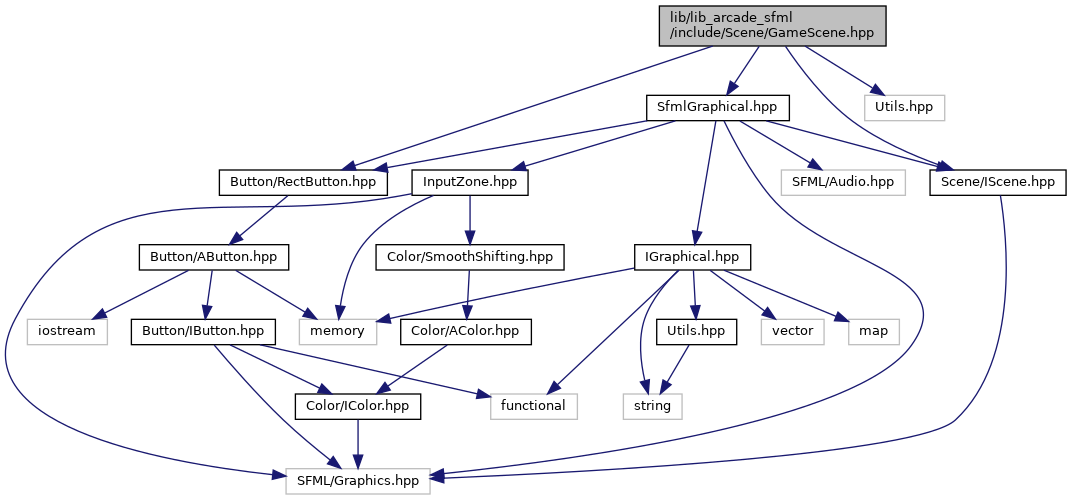 lib/lib_arcade_sfml
/include/Scene/GameScene.hpp
SfmlGraphical.hpp
Utils.hpp
Button/RectButton.hpp
InputZone.hpp
SFML/Audio.hpp
Scene/IScene.hpp
Button/AButton.hpp
Color/SmoothShifting.hpp
IGraphical.hpp
iostream
Button/IButton.hpp
memory
Color/AColor.hpp
Utils.hpp
vector
map
Color/IColor.hpp
functional
string
SFML/Graphics.hpp